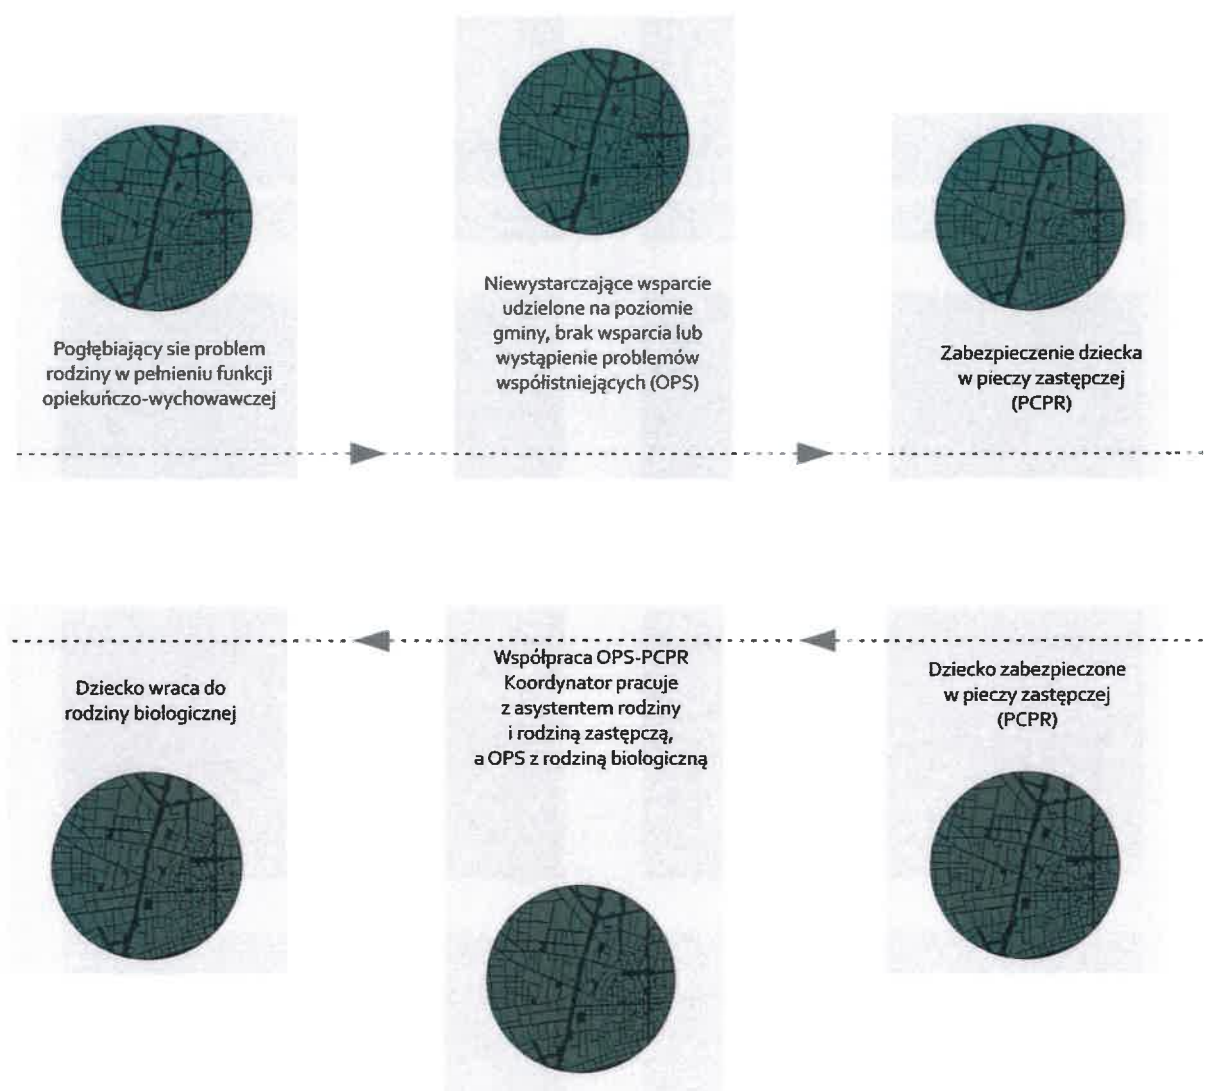 Pogłębiający sie problem
rodziny w pełnieniu funkcji
opiekuńczo-wychowawczej
Niewystarczające wsparcie
udzielone na poziomie
gminy, brak wsparcia lub
wystąpienie problemów
współistniejących (OPS)
Zabezpieczenie dziecka
w pieczy zastępczej
(PCPR)
Dziecko wraca do
rodziny biologicznej
Współpraca OPS-PCPR
Koordynator pracuje
z asystentem rodziny
i rodziną zastępczą,
a OPS z rodziną biologiczną
Dziecko zabezpieczone
w pieczy zastępczej
(PCPR)